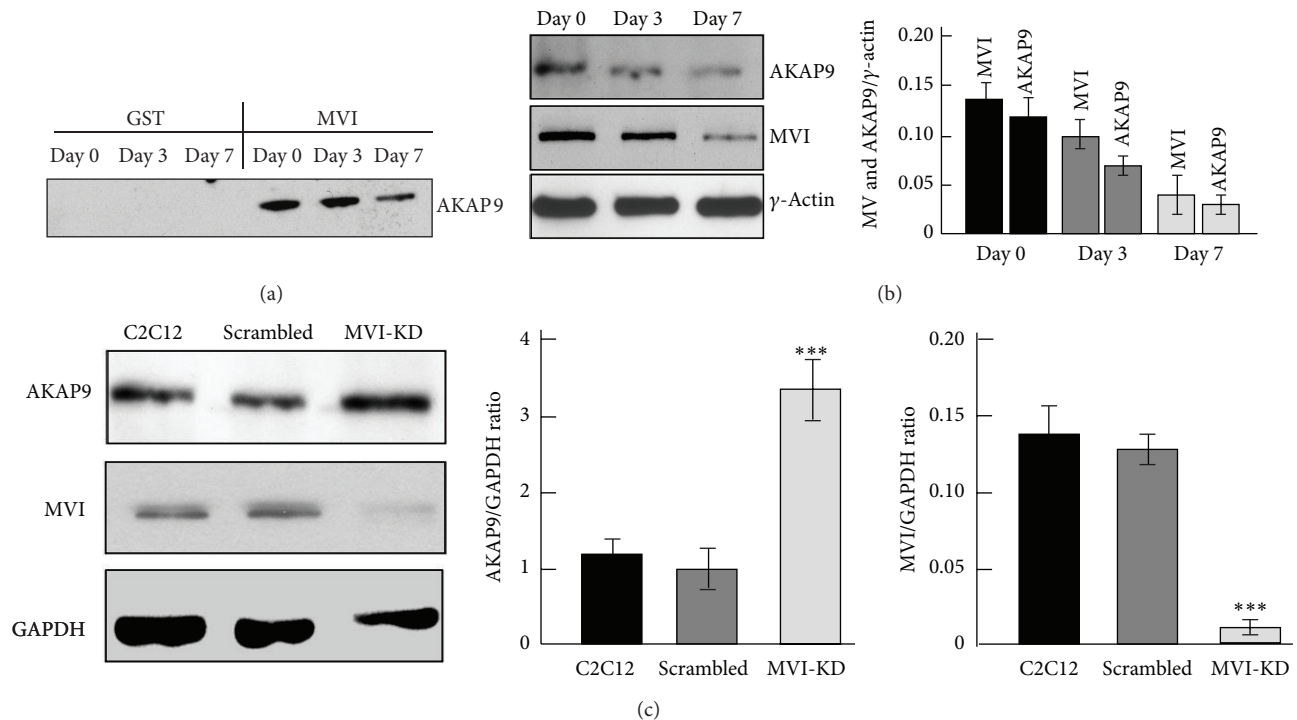 GST MVI
Day 0 Day 3 Day 7 Day 0 Day 3 Day 7
AKAP9
(a)
Day 0 Day 3 Day 7
AKAP9
MVI
γ-Actin
MV and AKAP9/γ-actin
0.20
0.15
0.10
0.05
0
MVI AKAP9 MVI AKAP9 MVI AKAP9
Day 0 Day 3 Day 7
(b)
C2C12 Scrambled MVI-KD
AKAP9
MVI
GAPDH
AKAP9/GAPDH ratio
4
3
2
1
0
***
C2C12 Scrambled MVI-KD
MVI/GAPDH ratio
0.20
0.15
0.10
0.05
0
***
C2C12 Scrambled MVI-KD
(c)